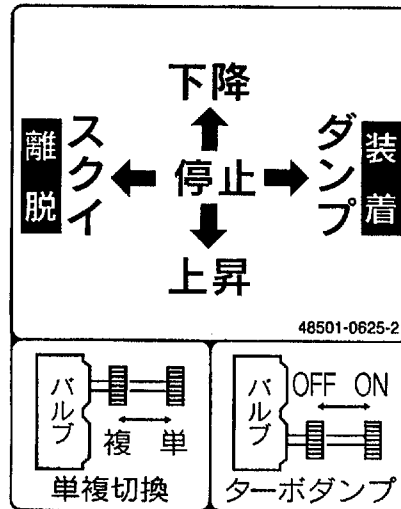 下降
離脱
スクイ
停止
ダンプ
装着
上昇
48501-0625-2
バルブ
複 単
単複切換
バルブ
OFF ON
ターボダンプ